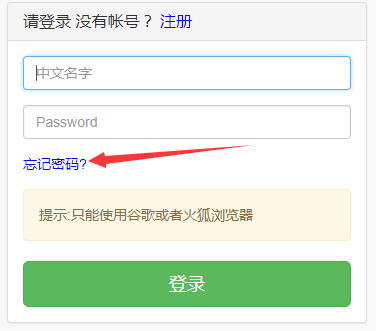 请登录 没有帐号？ 注册
中文名字
Password
忘记密码?
提示:只能使用谷歌或者火狐浏览器
登录